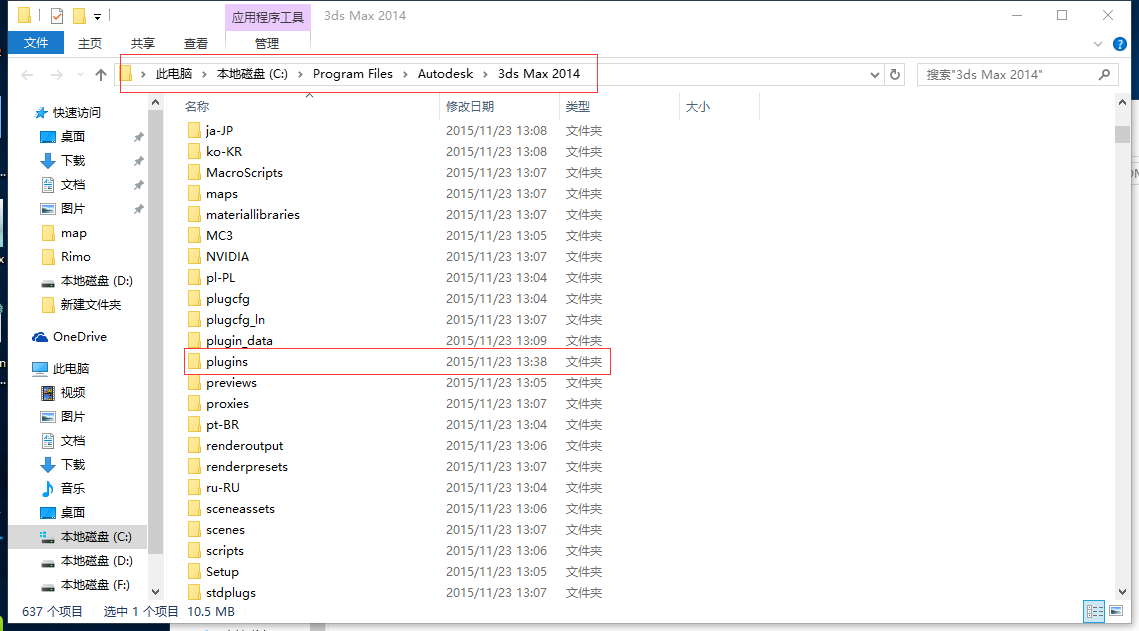 应用程序工具 3ds Max 2014
文件 主页 共享 查看 管理
此电脑 › 本地磁盘 (C:) › Program Files › Autodesk › 3ds Max 2014
搜索"3ds Max 2014"
快速访问
桌面
下载
文档
图片
map
Rimo
本地磁盘 (D:)
新建文件夹
OneDrive
此电脑
视频
图片
文档
下载
音乐
桌面
本地磁盘 (C:)
本地磁盘 (D:)
本地磁盘 (F:)
名称 修改日期 类型 大小
ja-JP 2015/11/23 13:08 文件夹
ko-KR 2015/11/23 13:08 文件夹
MacroScripts 2015/11/23 13:07 文件夹
maps 2015/11/23 13:07 文件夹
materiallibraries 2015/11/23 13:07 文件夹
MC3 2015/11/23 13:05 文件夹
NVIDIA 2015/11/23 13:07 文件夹
pl-PL 2015/11/23 13:04 文件夹
plugcfg 2015/11/23 13:04 文件夹
plugcfg_ln 2015/11/23 13:07 文件夹
plugin_data 2015/11/23 13:09 文件夹
plugins 2015/11/23 13:38 文件夹
previews 2015/11/23 13:05 文件夹
proxies 2015/11/23 13:07 文件夹
pt-BR 2015/11/23 13:04 文件夹
renderoutput 2015/11/23 13:06 文件夹
renderpresets 2015/11/23 13:07 文件夹
ru-RU 2015/11/23 13:04 文件夹
sceneassets 2015/11/23 13:06 文件夹
scenes 2015/11/23 13:07 文件夹
scripts 2015/11/23 13:06 文件夹
Setup 2015/11/23 13:05 文件夹
stdplugs 2015/11/23 13:07 文件夹
637 个项目 选中 1 个项目 10.5 MB